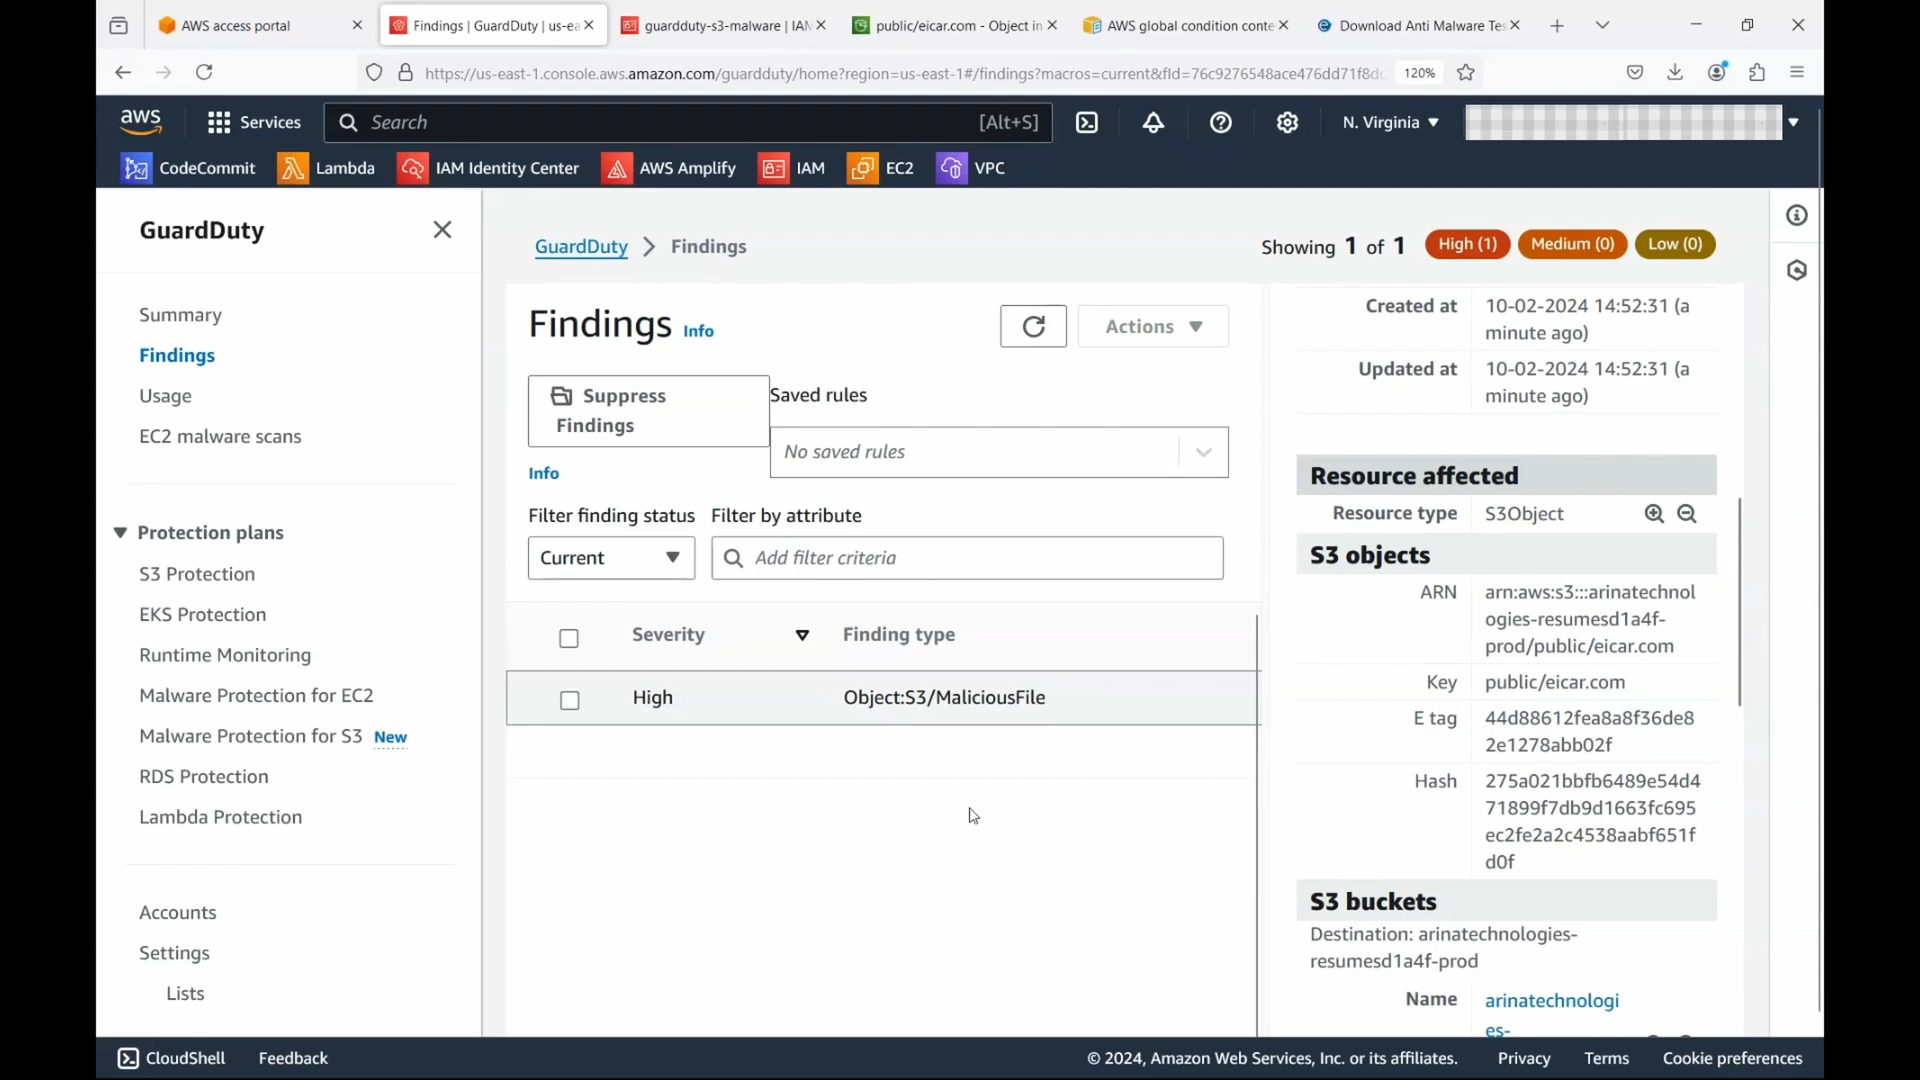 AWS access portal
Findings | GuardDuty | us-ea
guardduty-s3-malware | IAM
public/eicar.com - Object in
AWS global condition conte
Download Anti Malware Tes
https://us-east-1.console.aws.amazon.com/guardduty/home?region=us-east-1#/findings?macros=current&fId=76c9276548ace476dd71f8dc
120%
aws
Services
Search
[Alt+S]
N. Virginia
CodeCommit
Lambda
IAM Identity Center
AWS Amplify
IAM
EC2
VPC
GuardDuty
Summary
Findings
Usage
EC2 malware scans
Protection plans
S3 Protection
EKS Protection
Runtime Monitoring
Malware Protection for EC2
Malware Protection for S3 New
RDS Protection
Lambda Protection
Accounts
Settings
Lists
GuardDuty > Findings
Showing 1 of 1
High (1)
Medium (0)
Low (0)
Findings Info
Actions
Suppress
Findings
Info
Saved rules
No saved rules
Filter finding status
Filter by attribute
Current
Add filter criteria
Severity
Finding type
High
Object:S3/MaliciousFile
Created at
10-02-2024 14:52:31 (a
minute ago)
Updated at
10-02-2024 14:52:31 (a
minute ago)
Resource affected
Resource type
S3Object
S3 objects
ARN
arn:aws:s3:::arinatechnol
ogies-resumesd1a4f-
prod/public/eicar.com
Key
public/eicar.com
E tag
44d88612fea8a8f36de8
2e1278abb02f
Hash
275a021bbfb6489e54d4
71899f7db9d1663fc695
ec2fe2a2c4538aabf651f
d0f
S3 buckets
Destination: arinatechnologies-
resumesd1a4f-prod
Name
arinatechnologi
es-
CloudShell
Feedback
© 2024, Amazon Web Services, Inc. or its affiliates.
Privacy
Terms
Cookie preferences